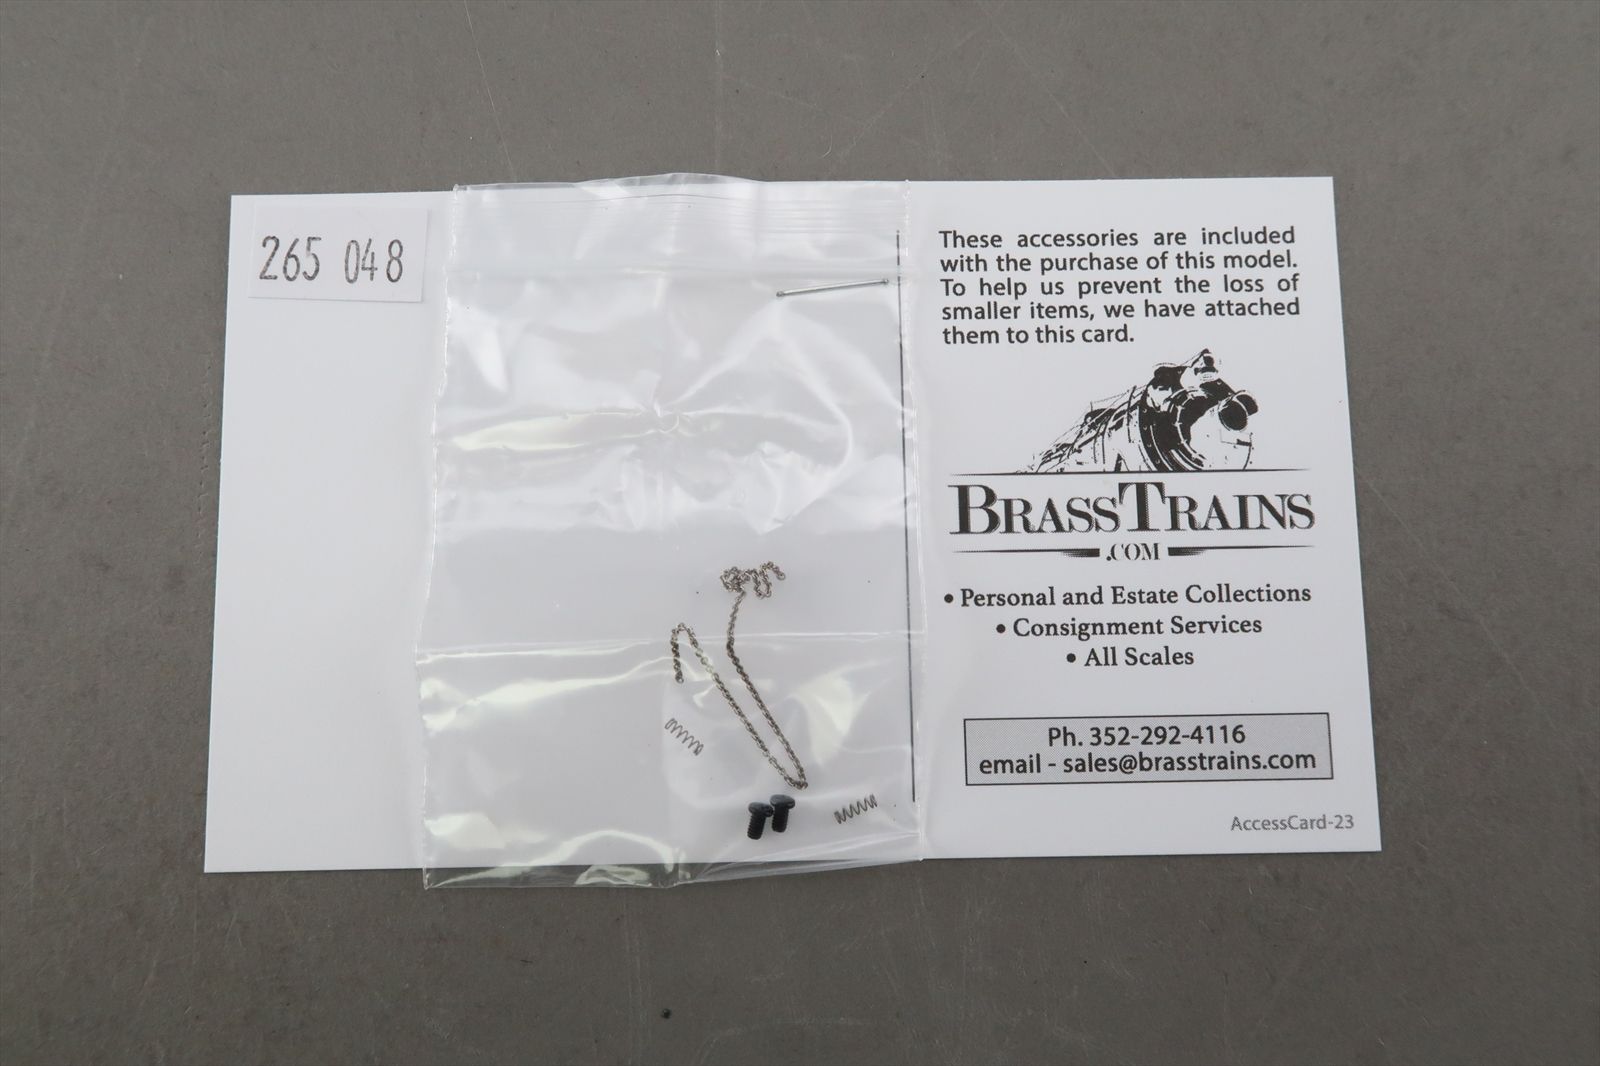 265 048
These accessories are included
with the purchase of this model.
To help us prevent the loss of
smaller items, we have attached
them to this card.
BRASSTRAINS
.COM
• Personal and Estate Collections
• Consignment Services
• All Scales
Ph. 352-292-4116
email - sales@brasstrains.com
AccessCard-23